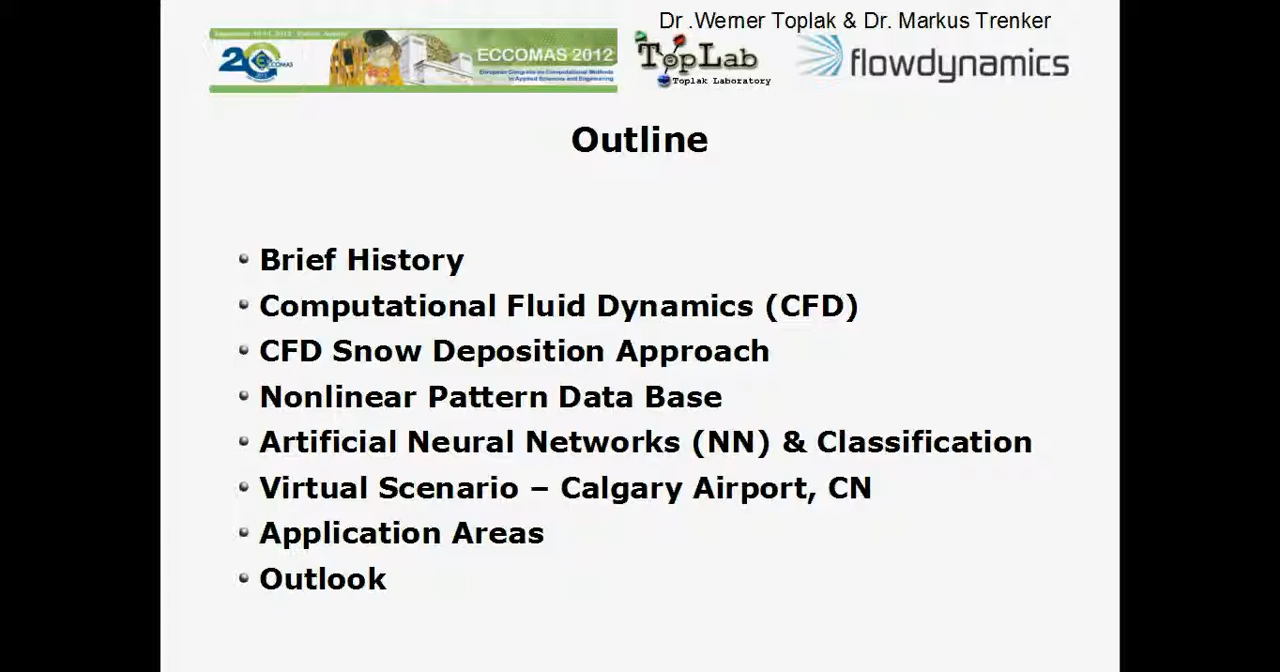 Dr .Werner Toplak & Dr. Markus Trenker
20
ECCOMAS
ECCOMAS 2012
European Congress on Computational Methods
in Applied Sciences and Engineering
TopLab
Toplak Laboratory
flowdynamics
Outline
Brief History
Computational Fluid Dynamics (CFD)
CFD Snow Deposition Approach
Nonlinear Pattern Data Base
Artificial Neural Networks (NN) & Classification
Virtual Scenario – Calgary Airport, CN
Application Areas
Outlook